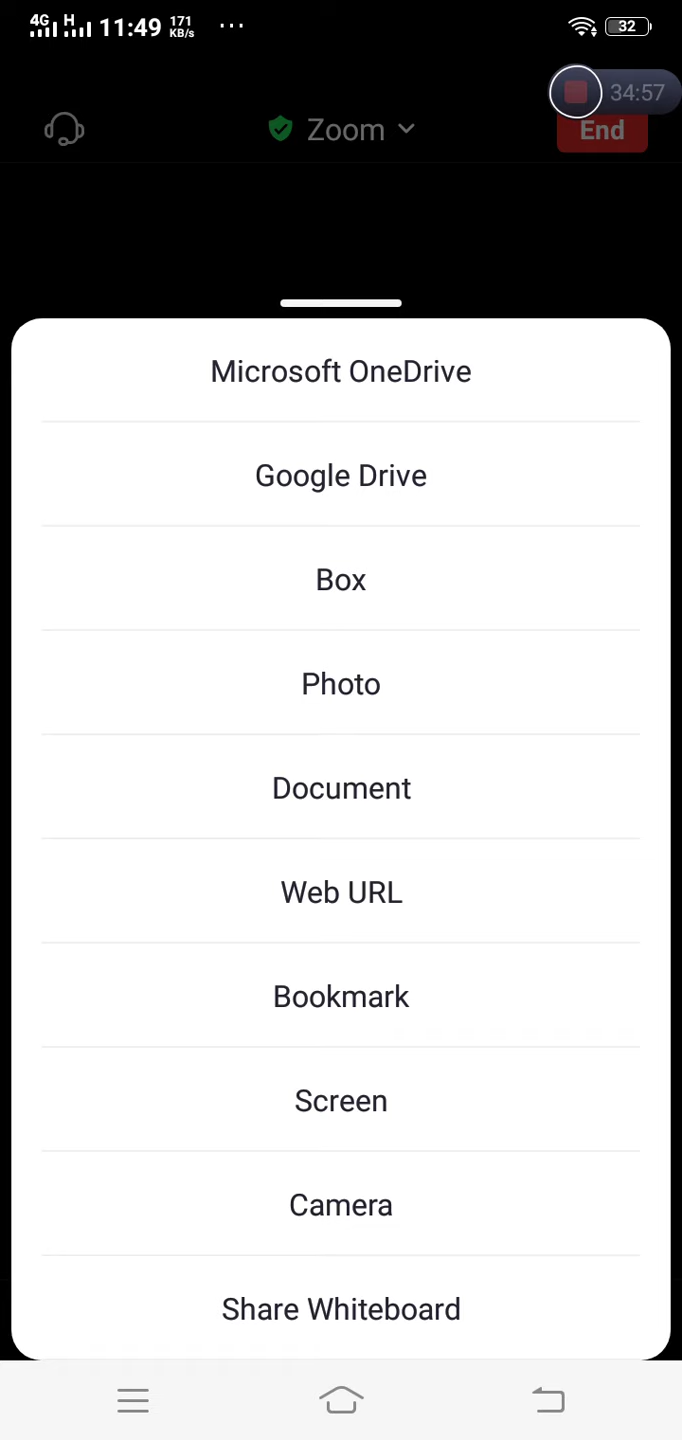 4G H 11:49 171 KB/s ... 32
34:57
Zoom End
Microsoft OneDrive
Google Drive
Box
Photo
Document
Web URL
Bookmark
Screen
Camera
Share Whiteboard